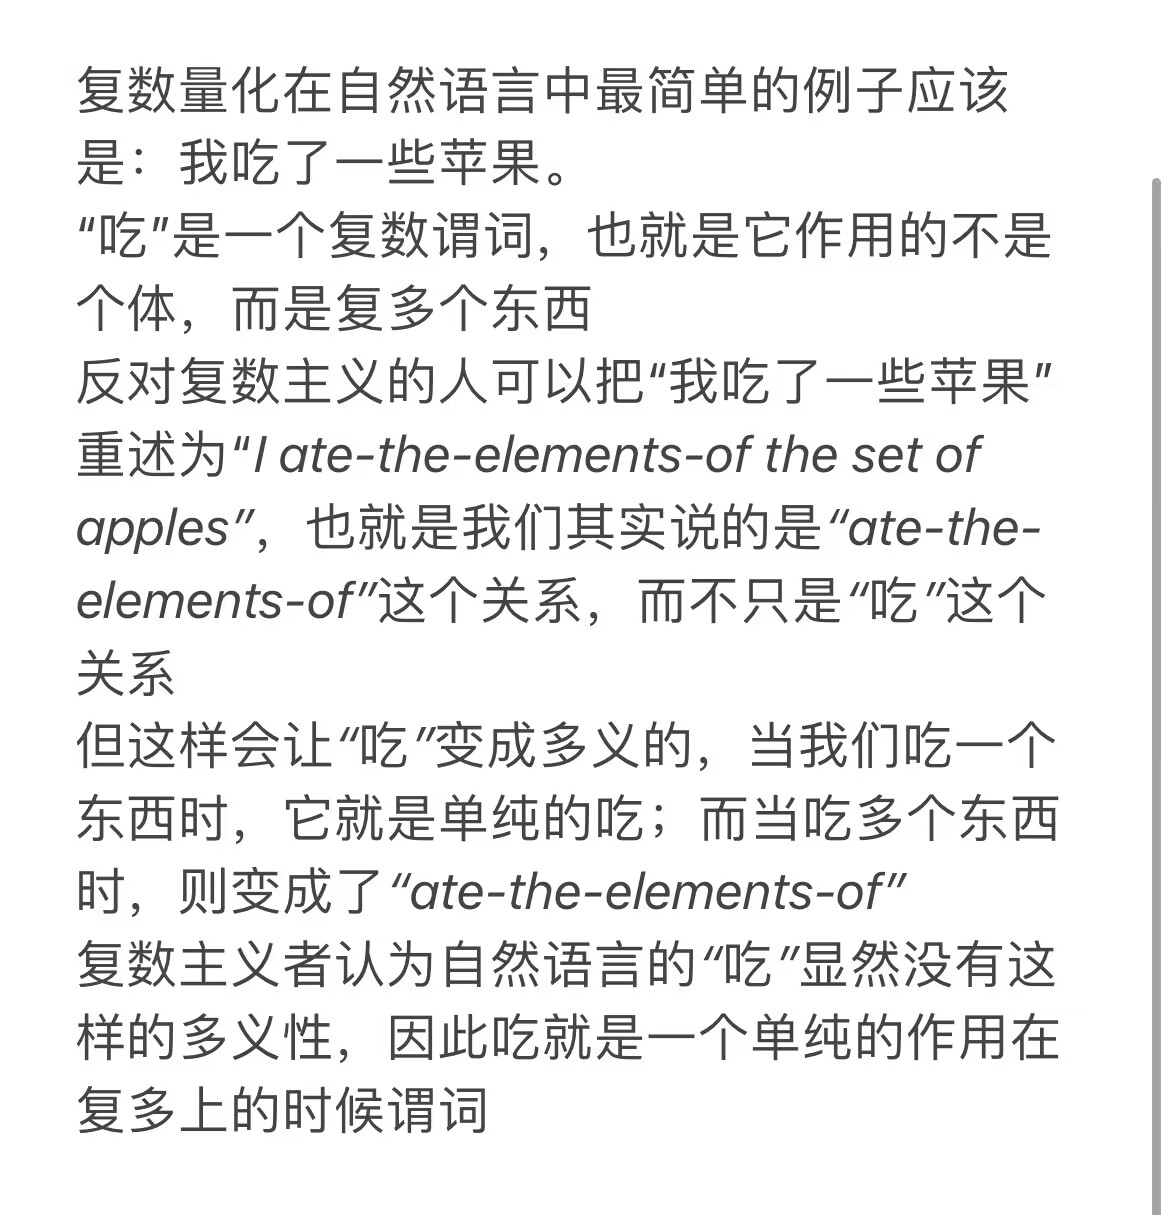 复数量化在自然语言中最简单的例子应该
是：我吃了一些苹果。
“吃”是一个复数谓词，也就是它作用的不是
个体，而是复多个东西
反对复数主义的人可以把“我吃了一些苹果”
重述为“I ate-the-elements-of the set of
apples”，也就是我们其实说的是“ate-the-
elements-of”这个关系，而不只是“吃”这个
关系
但这样会让“吃”变成多义的，当我们吃一个
东西时，它就是单纯的吃；而当吃多个东西
时，则变成了“ate-the-elements-of”
复数主义者认为自然语言的“吃”显然没有这
样的多义性，因此吃就是一个单纯的作用在
复多上的时候谓词